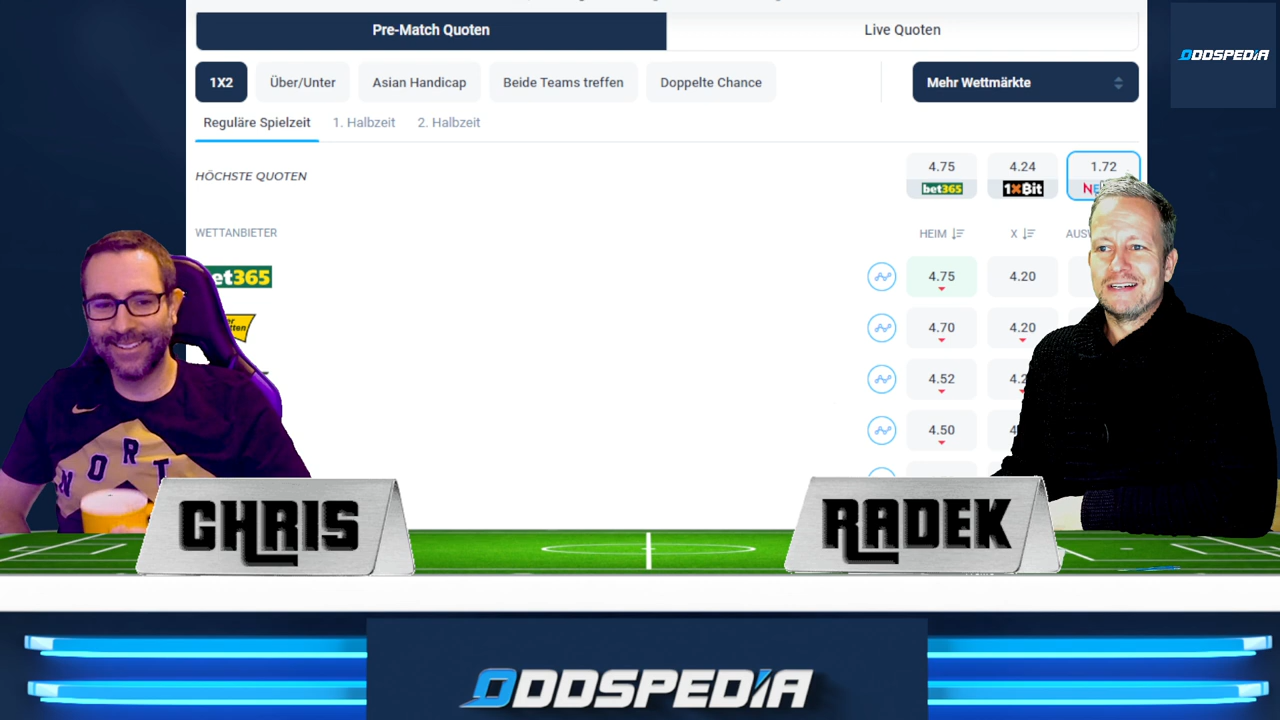 Pre-Match Quoten
Live Quoten
ODDSPEDIA
1X2
Über/Unter
Asian Handicap
Beide Teams treffen
Doppelte Chance
Mehr Wettmärkte
Reguläre Spielzeit
1. Halbzeit
2. Halbzeit
HÖCHSTE QUOTEN
4.75
4.24
1.72
bet365
1XBit
WETTANBIETER
HEIM
X
bet365
4.75
4.20
4.70
4.20
4.52
4.50
NORT
CHRIS
RADEK
ODDSPEDIA